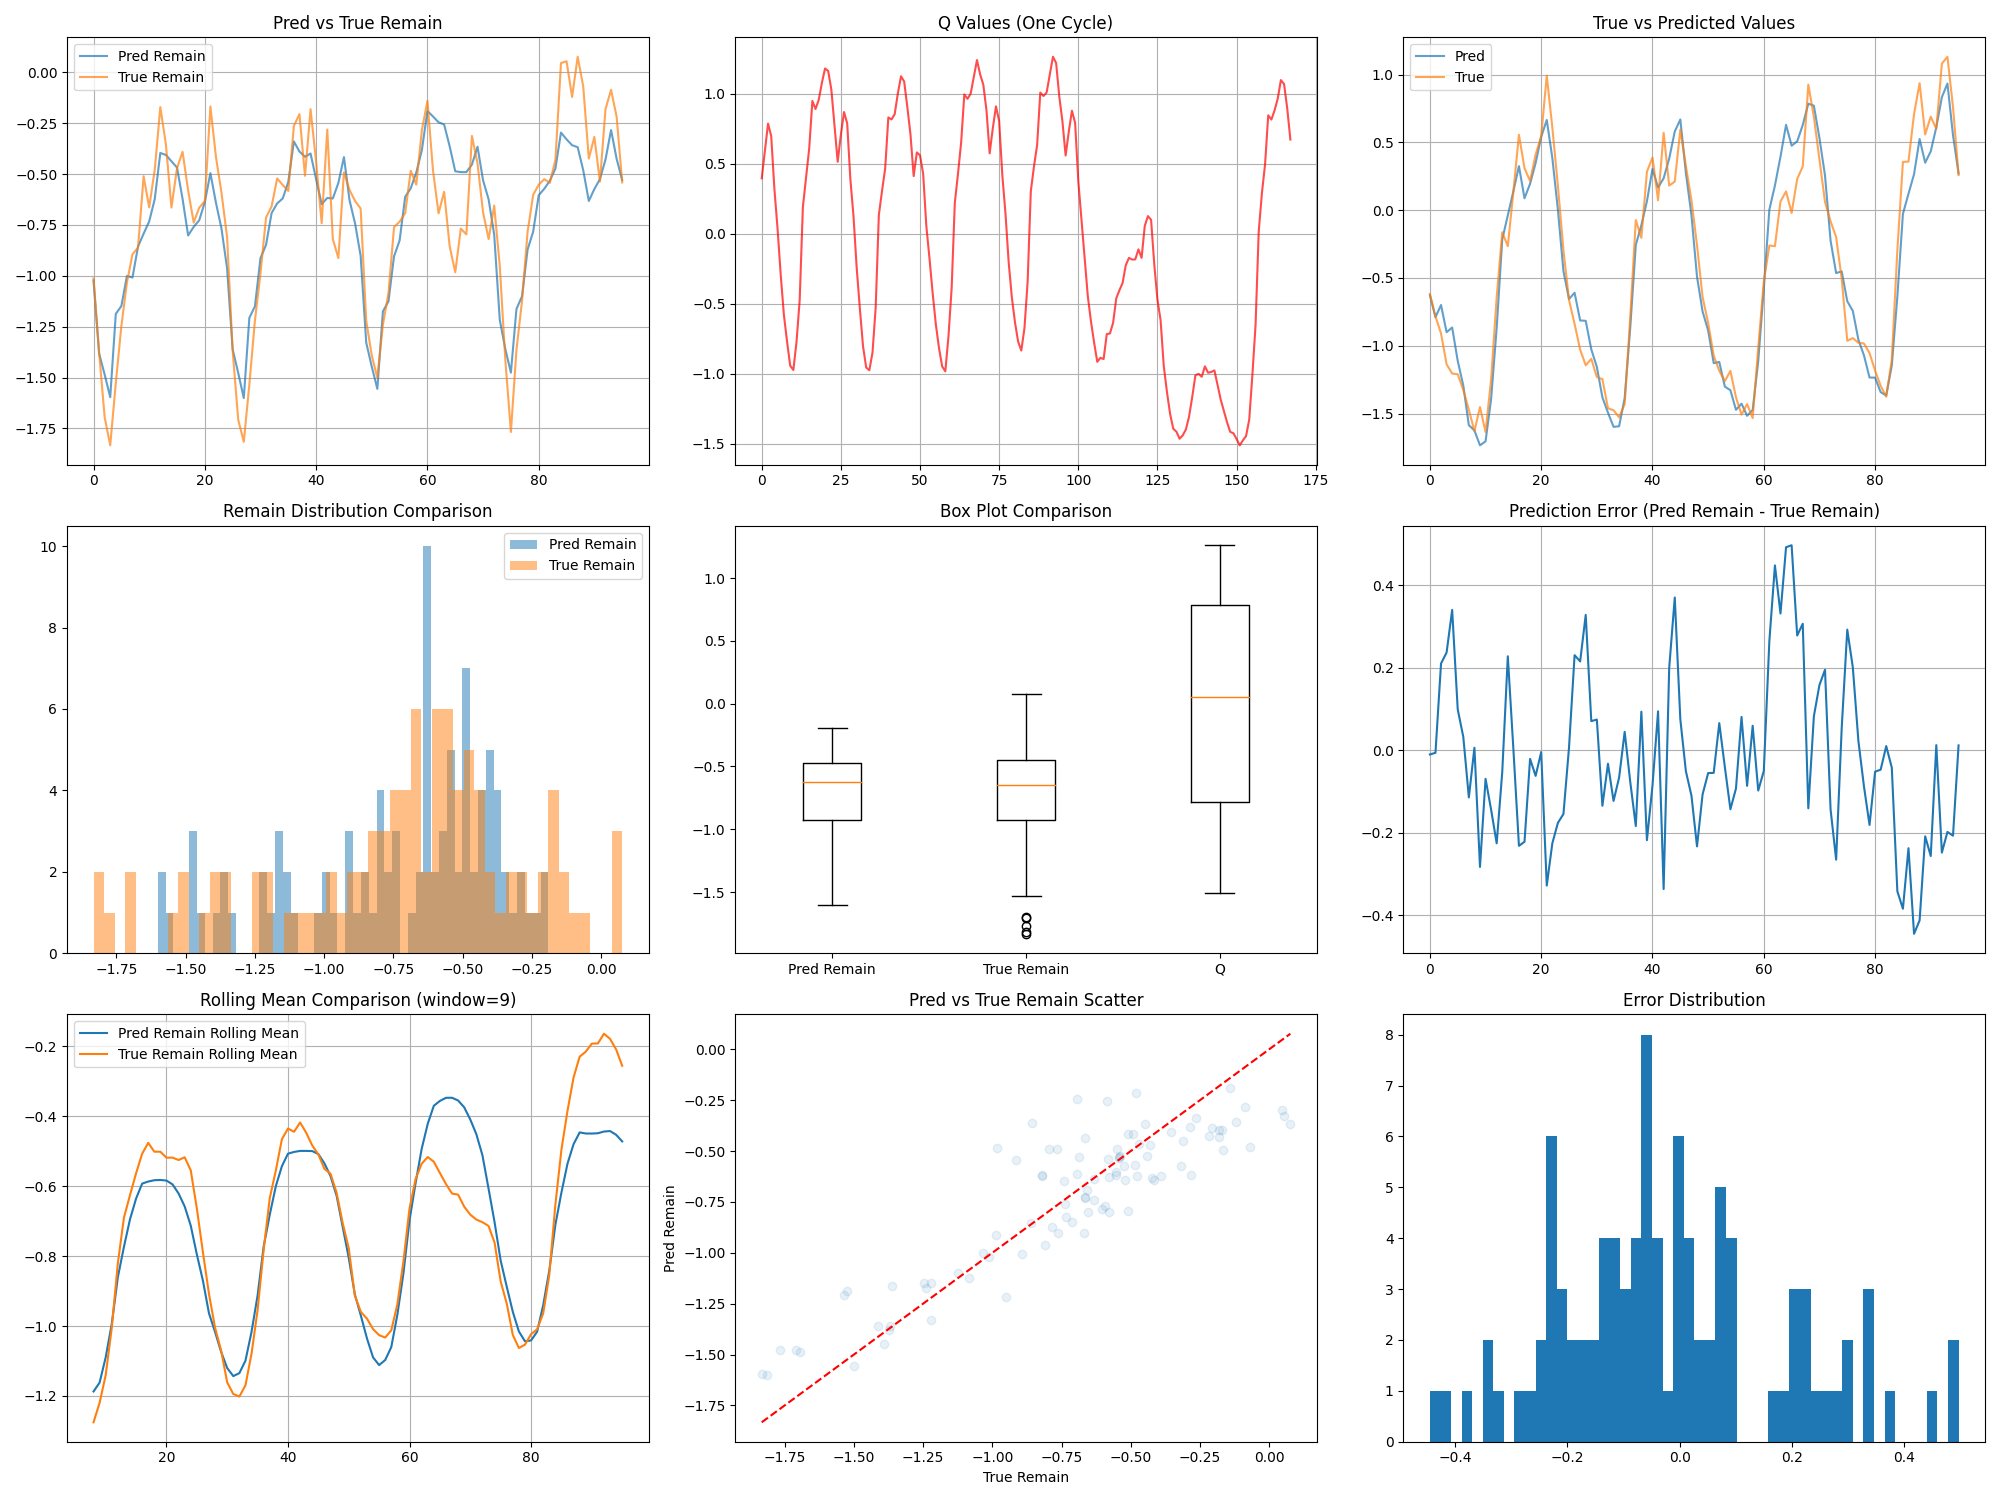 Pred vs True Remain
Pred Remain
True Remain
0.00
−0.25
−0.50
−0.75
−1.00
−1.25
−1.50
−1.75
0 20 40 60 80
Q Values (One Cycle)
1.0
0.5
0.0
−0.5
−1.0
−1.5
0 25 50 75 100 125 150 175
True vs Predicted Values
Pred
True
1.0
0.5
0.0
−0.5
−1.0
−1.5
0 20 40 60 80
Remain Distribution Comparison
Pred Remain
True Remain
10
8
6
4
2
0
−1.75 −1.50 −1.25 −1.00 −0.75 −0.50 −0.25 0.00
Box Plot Comparison
1.0
0.5
0.0
−0.5
−1.0
−1.5
Pred Remain True Remain Q
Prediction Error (Pred Remain - True Remain)
0.4
0.2
0.0
−0.2
−0.4
0 20 40 60 80
Rolling Mean Comparison (window=9)
Pred Remain Rolling Mean
True Remain Rolling Mean
−0.2
−0.4
−0.6
−0.8
−1.0
−1.2
20 40 60 80
Pred vs True Remain Scatter
Pred Remain
0.00
−0.25
−0.50
−0.75
−1.00
−1.25
−1.50
−1.75
−1.75 −1.50 −1.25 −1.00 −0.75 −0.50 −0.25 0.00
True Remain
Error Distribution
8
7
6
5
4
3
2
1
0
−0.4 −0.2 0.0 0.2 0.4